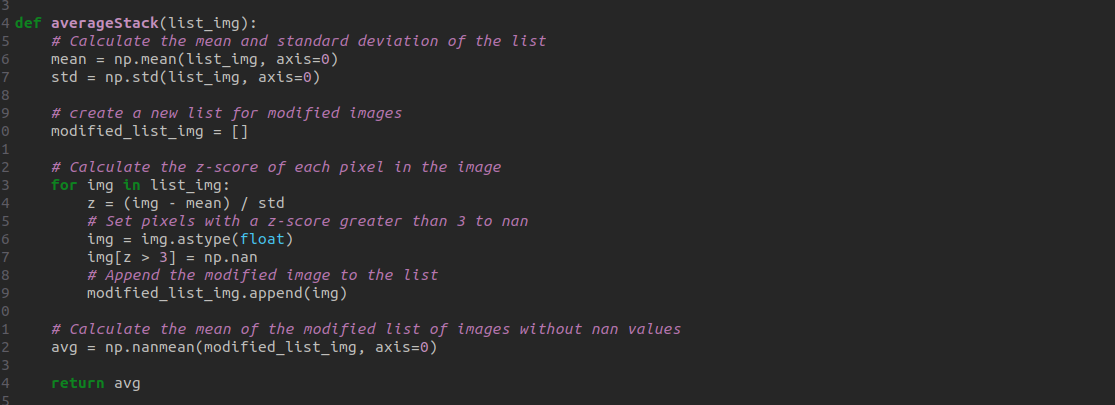 3
4 def averageStack(list_img):
5     # Calculate the mean and standard deviation of the list
6     mean = np.mean(list_img, axis=0)
7     std = np.std(list_img, axis=0)
8
9     # create a new list for modified images
0     modified_list_img = []
1
2     # Calculate the z-score of each pixel in the image
3     for img in list_img:
4         z = (img - mean) / std
5         # Set pixels with a z-score greater than 3 to nan
6         img = img.astype(float)
7         img[z > 3] = np.nan
8         # Append the modified image to the list
9         modified_list_img.append(img)
0
1     # Calculate the mean of the modified list of images without nan values
2     avg = np.nanmean(modified_list_img, axis=0)
3
4     return avg
5